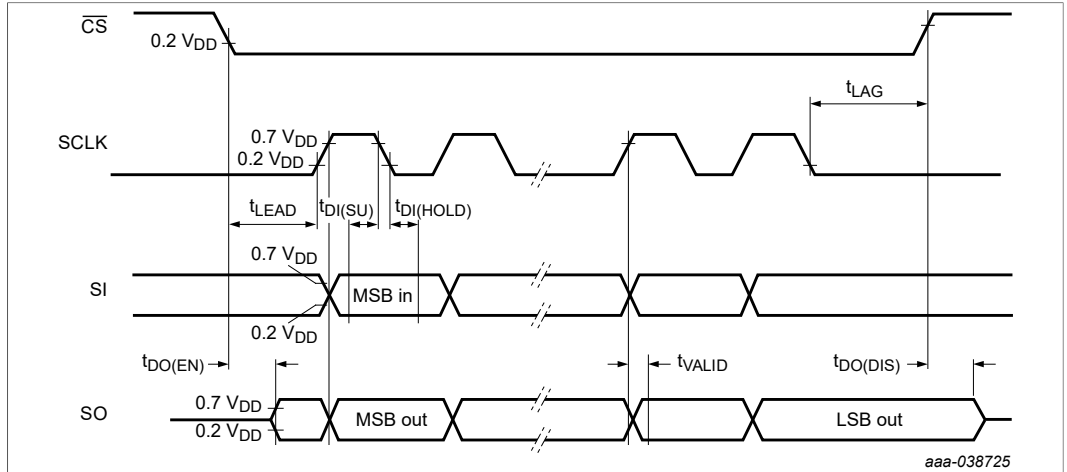 CS
0.2 VDD
tLAG
SCLK
0.7 VDD
0.2 VDD
tLEAD
tDI(SU)
tDI(HOLD)
0.7 VDD
SI
MSB in
0.2 VDD
tDO(EN)
tVALID
tDO(DIS)
SO
0.7 VDD
0.2 VDD
MSB out
LSB out
aaa-038725